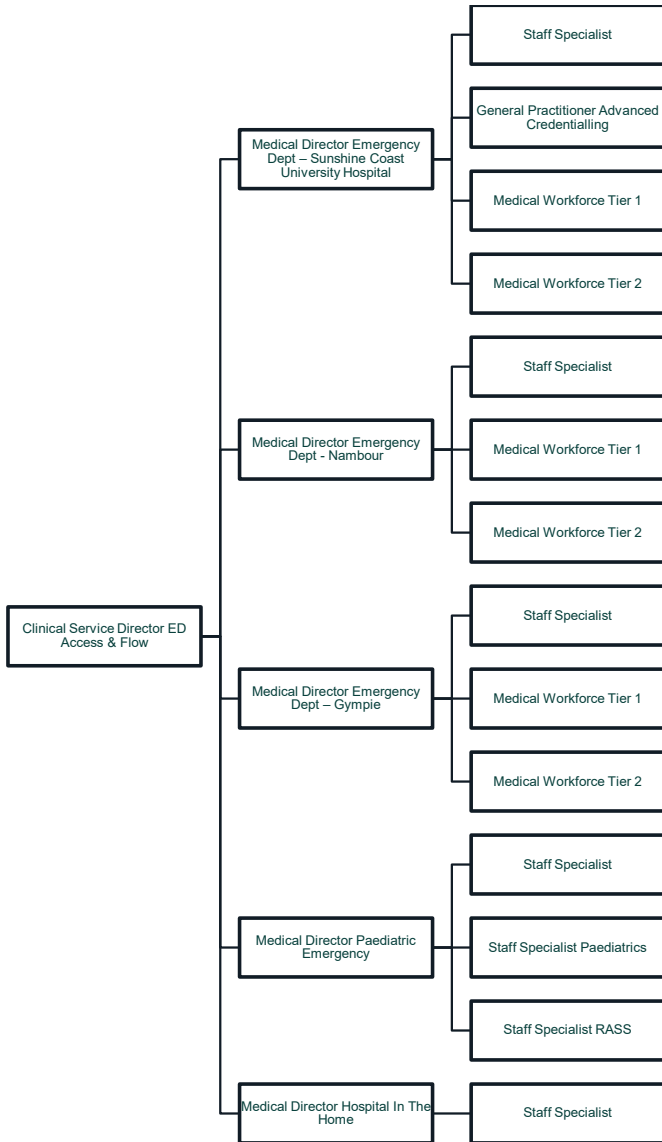 Staff Specialist
General Practitioner Advanced
Credentialling
Medical Director Emergency
Dept – Sunshine Coast
University Hospital
Medical Workforce Tier 1
Medical Workforce Tier 2
Staff Specialist
Medical Director Emergency
Dept - Nambour
Medical Workforce Tier 1
Medical Workforce Tier 2
Clinical Service Director ED
Access & Flow
Staff Specialist
Medical Director Emergency
Dept – Gympie
Medical Workforce Tier 1
Medical Workforce Tier 2
Staff Specialist
Medical Director Paediatric
Emergency
Staff Specialist Paediatrics
Staff Specialist RASS
Medical Director Hospital In The
Home
Staff Specialist